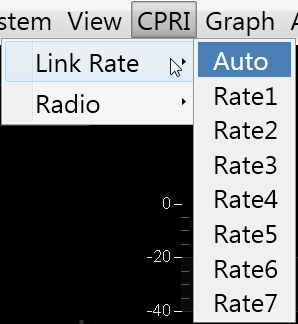 stem View CPRI Graph
Link Rate Auto
Rate1
Radio Rate2
Rate3
0 Rate4
Rate5
-20 Rate6
-40 Rate7